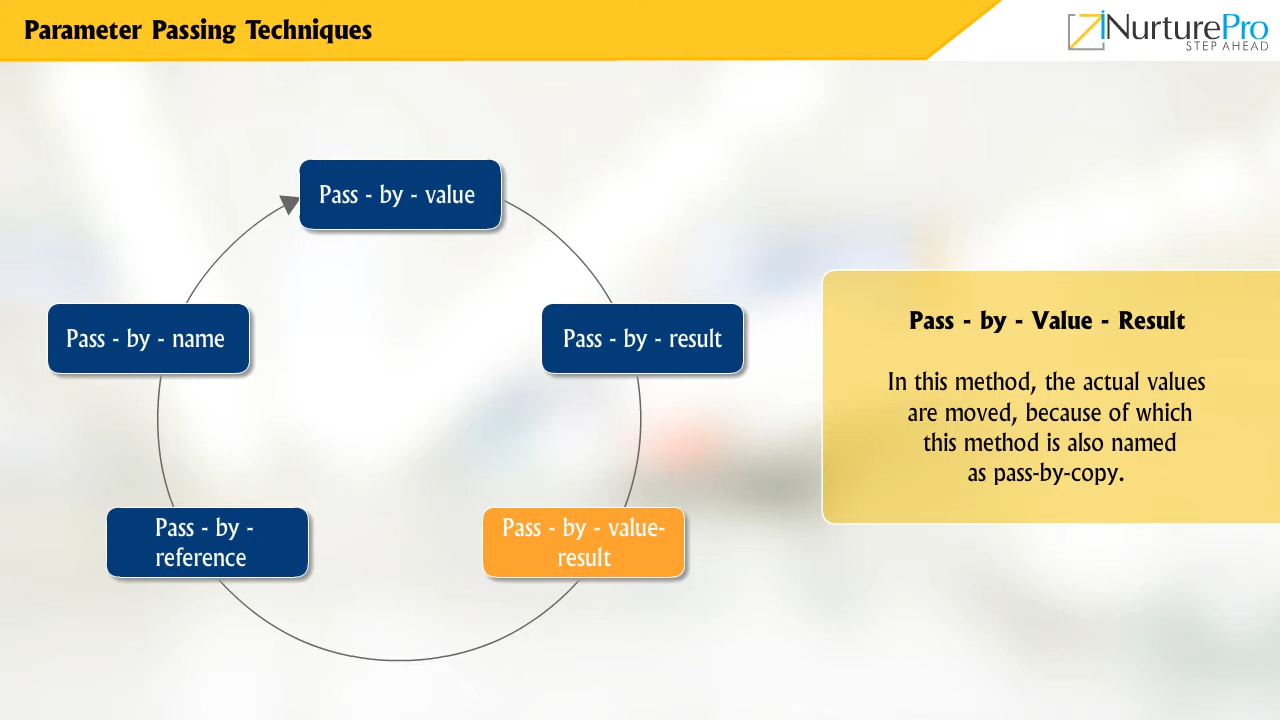 Parameter Passing Techniques
iNurturePro
STEP AHEAD
Pass - by - value
Pass - by - name
Pass - by - result
Pass - by -
reference
Pass - by - value-
result
Pass - by - Value - Result
In this method, the actual values
are moved, because of which
this method is also named
as pass-by-copy.